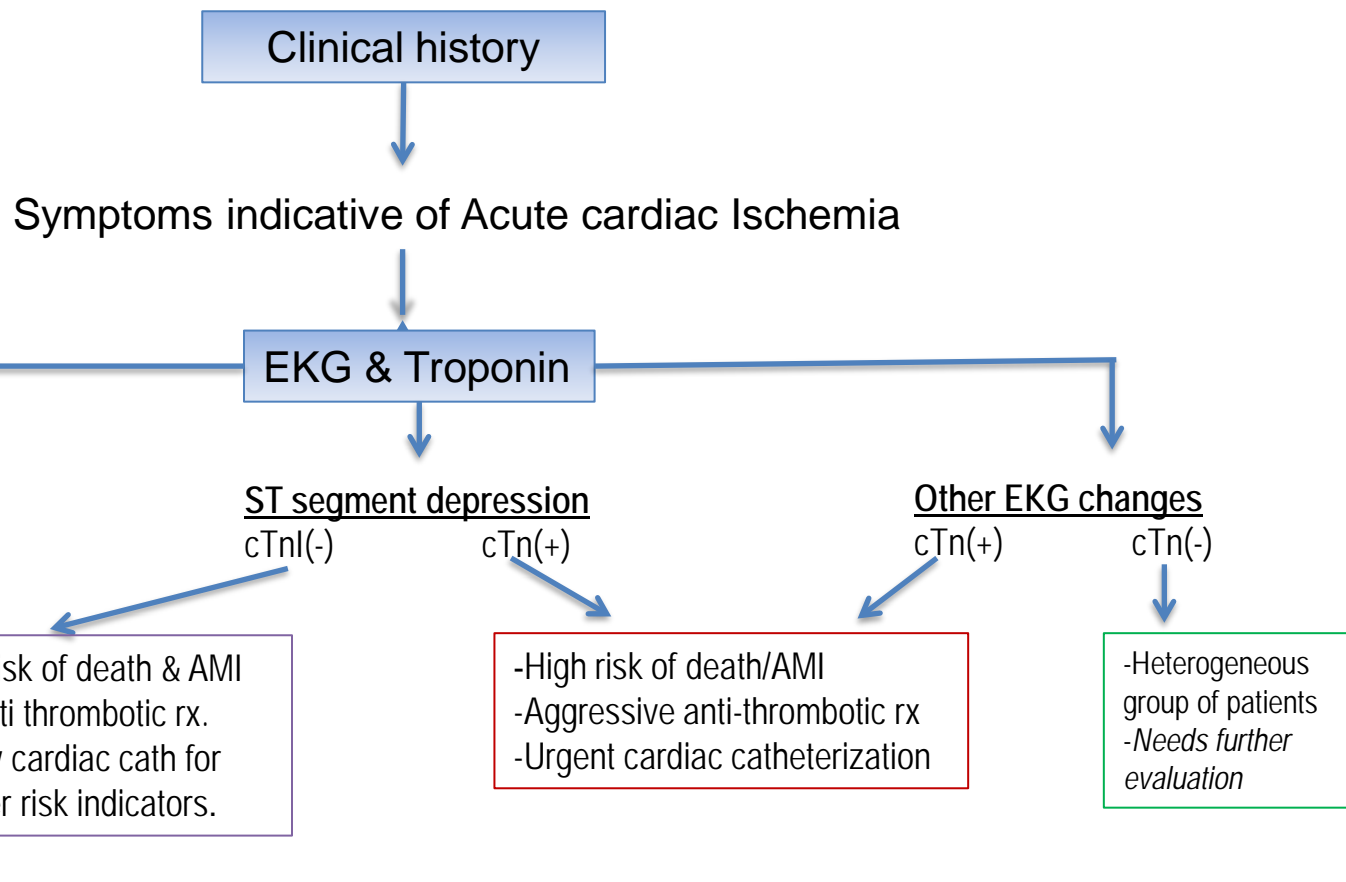 Clinical history
Symptoms indicative of Acute cardiac Ischemia
EKG & Troponin
ST segment depression
cTnI(-) cTn(+)
Other EKG changes
cTn(+) cTn(-)
of death & AMI
thrombotic rx.
cardiac cath for
risk indicators.
-High risk of death/AMI
-Aggressive anti-thrombotic rx
-Urgent cardiac catheterization
-Heterogeneous
group of patients
-Needs further
evaluation